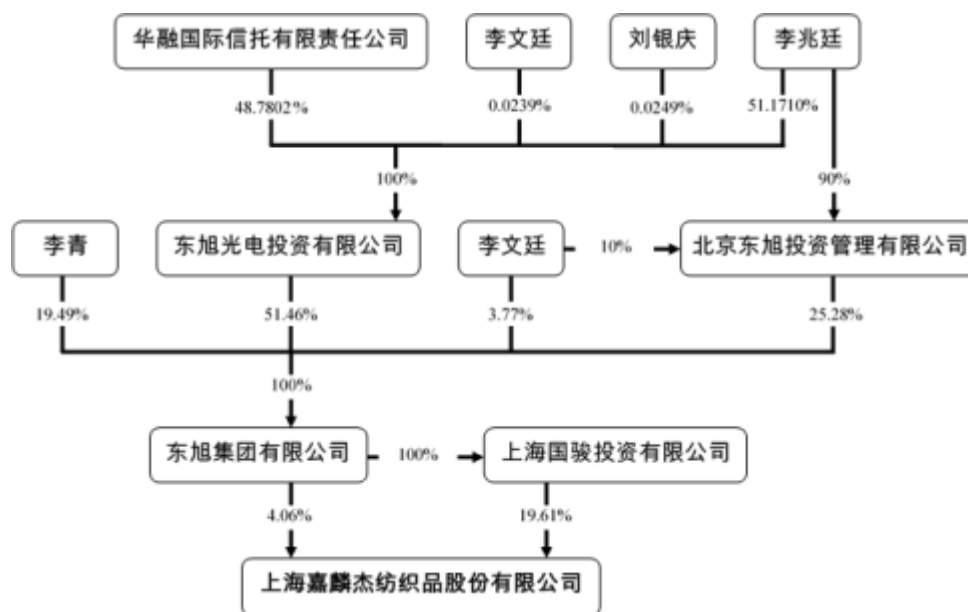 华融国际信托有限责任公司
李文廷
刘银庆
李兆廷
48.7802%
0.0239%
0.0249%
51.1710%
100%
90%
李青
东旭光电投资有限公司
李文廷
10%
北京东旭投资管理有限公司
19.49%
51.46%
3.77%
25.28%
100%
东旭集团有限公司
100%
上海国骏投资有限公司
4.06%
19.61%
上海嘉麟杰纺织品股份有限公司